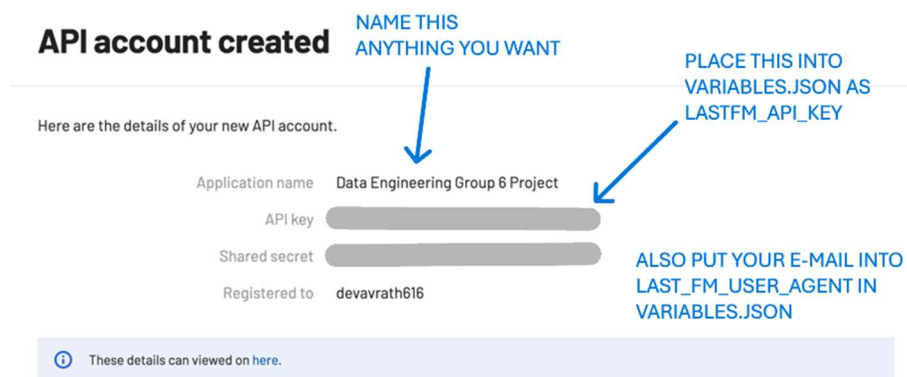 NAME THIS
ANYTHING YOU WANT
API account created
PLACE THIS INTO
VARIABLES.JSON AS
LASTFM_API_KEY
Here are the details of your new API account.
Application name Data Engineering Group 6 Project
API key
Shared secret
Registered to devavrath616
ALSO PUT YOUR E-MAIL INTO
LAST_FM_USER_AGENT IN
VARIABLES.JSON
These details can viewed on here.